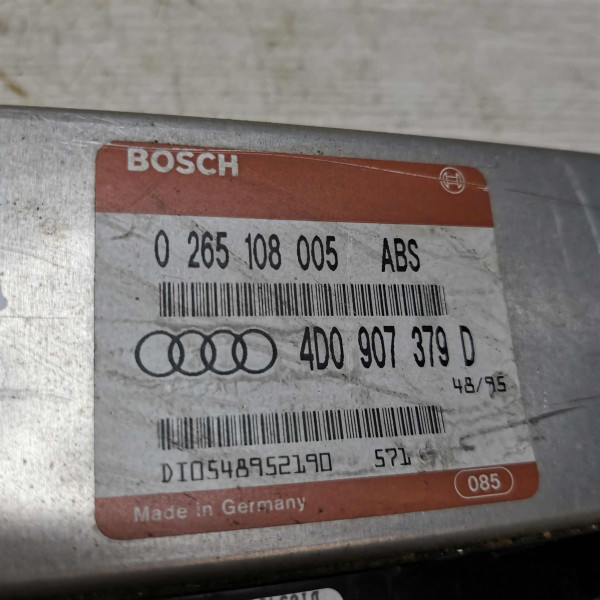 BOSCH
0 265 108 005 ABS
4D0 907 379 D
48/95
DI0548952190 571
085
Made in Germany